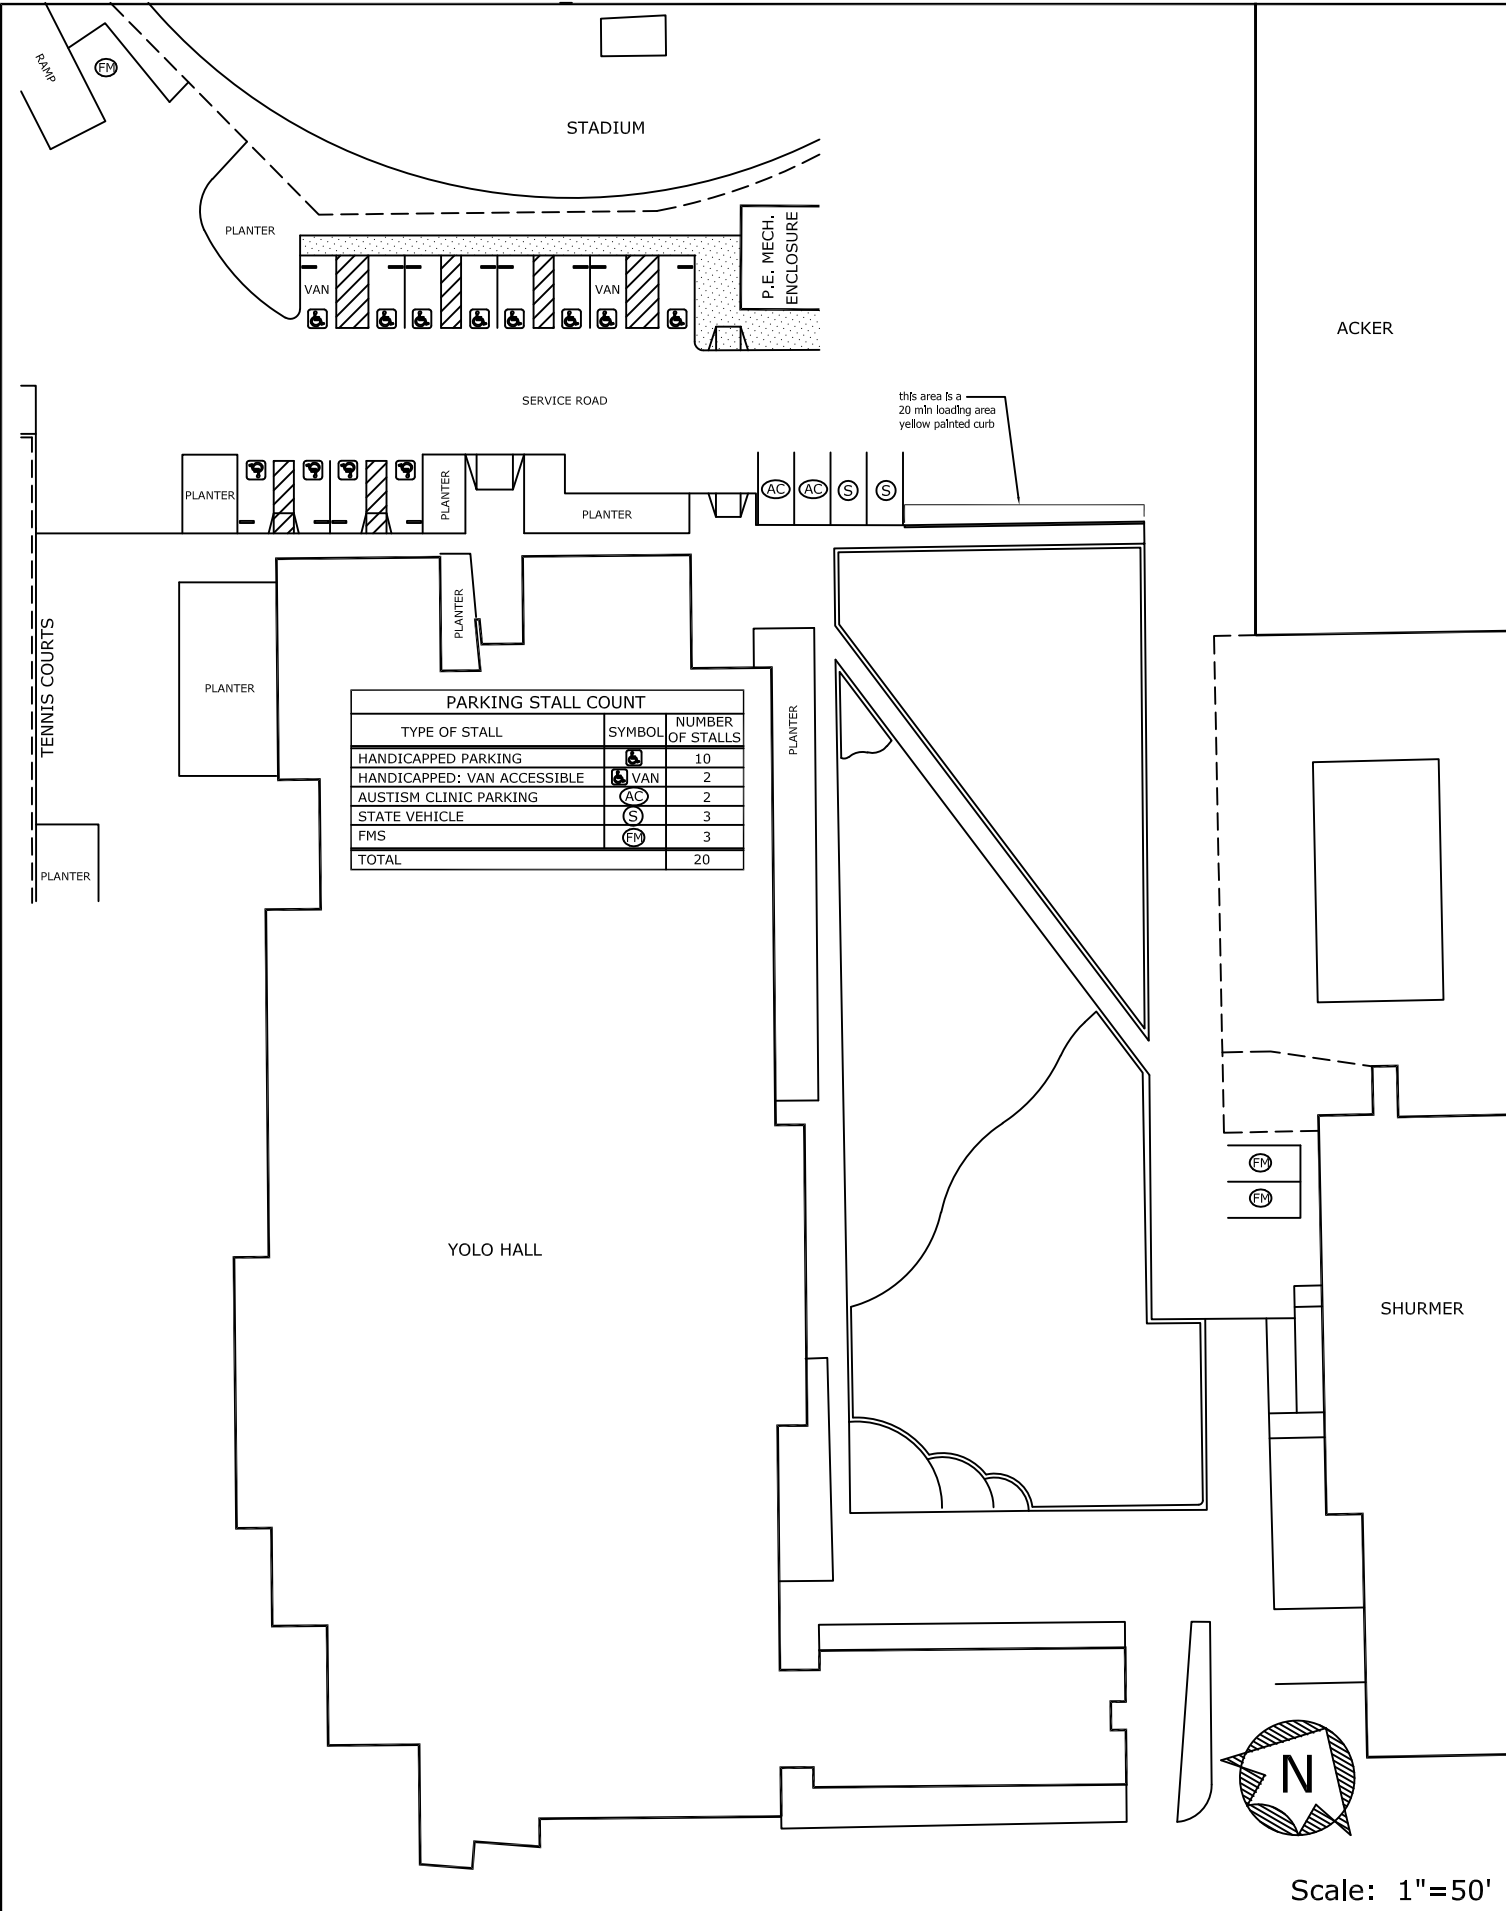 RAMP
FM
STADIUM
PLANTER
P.E. MECH.
ENCLOSURE
VAN
VAN
ACKER
SERVICE ROAD
this area is a
20 min loading area
yellow painted curb
PLANTER
PLANTER
PLANTER
AC
AC
S
S
PLANTER
TENNIS COURTS
PLANTER
PLANTER
PLANTER
PARKING STALL COUNT
TYPE OF STALL SYMBOL NUMBER OF STALLS
HANDICAPPED PARKING 10
HANDICAPPED: VAN ACCESSIBLE VAN 2
AUSTISM CLINIC PARKING AC 2
STATE VEHICLE S 3
FMS FM 3
TOTAL 20
FM
FM
YOLO HALL
SHURMER
N
Scale: 1"=50'